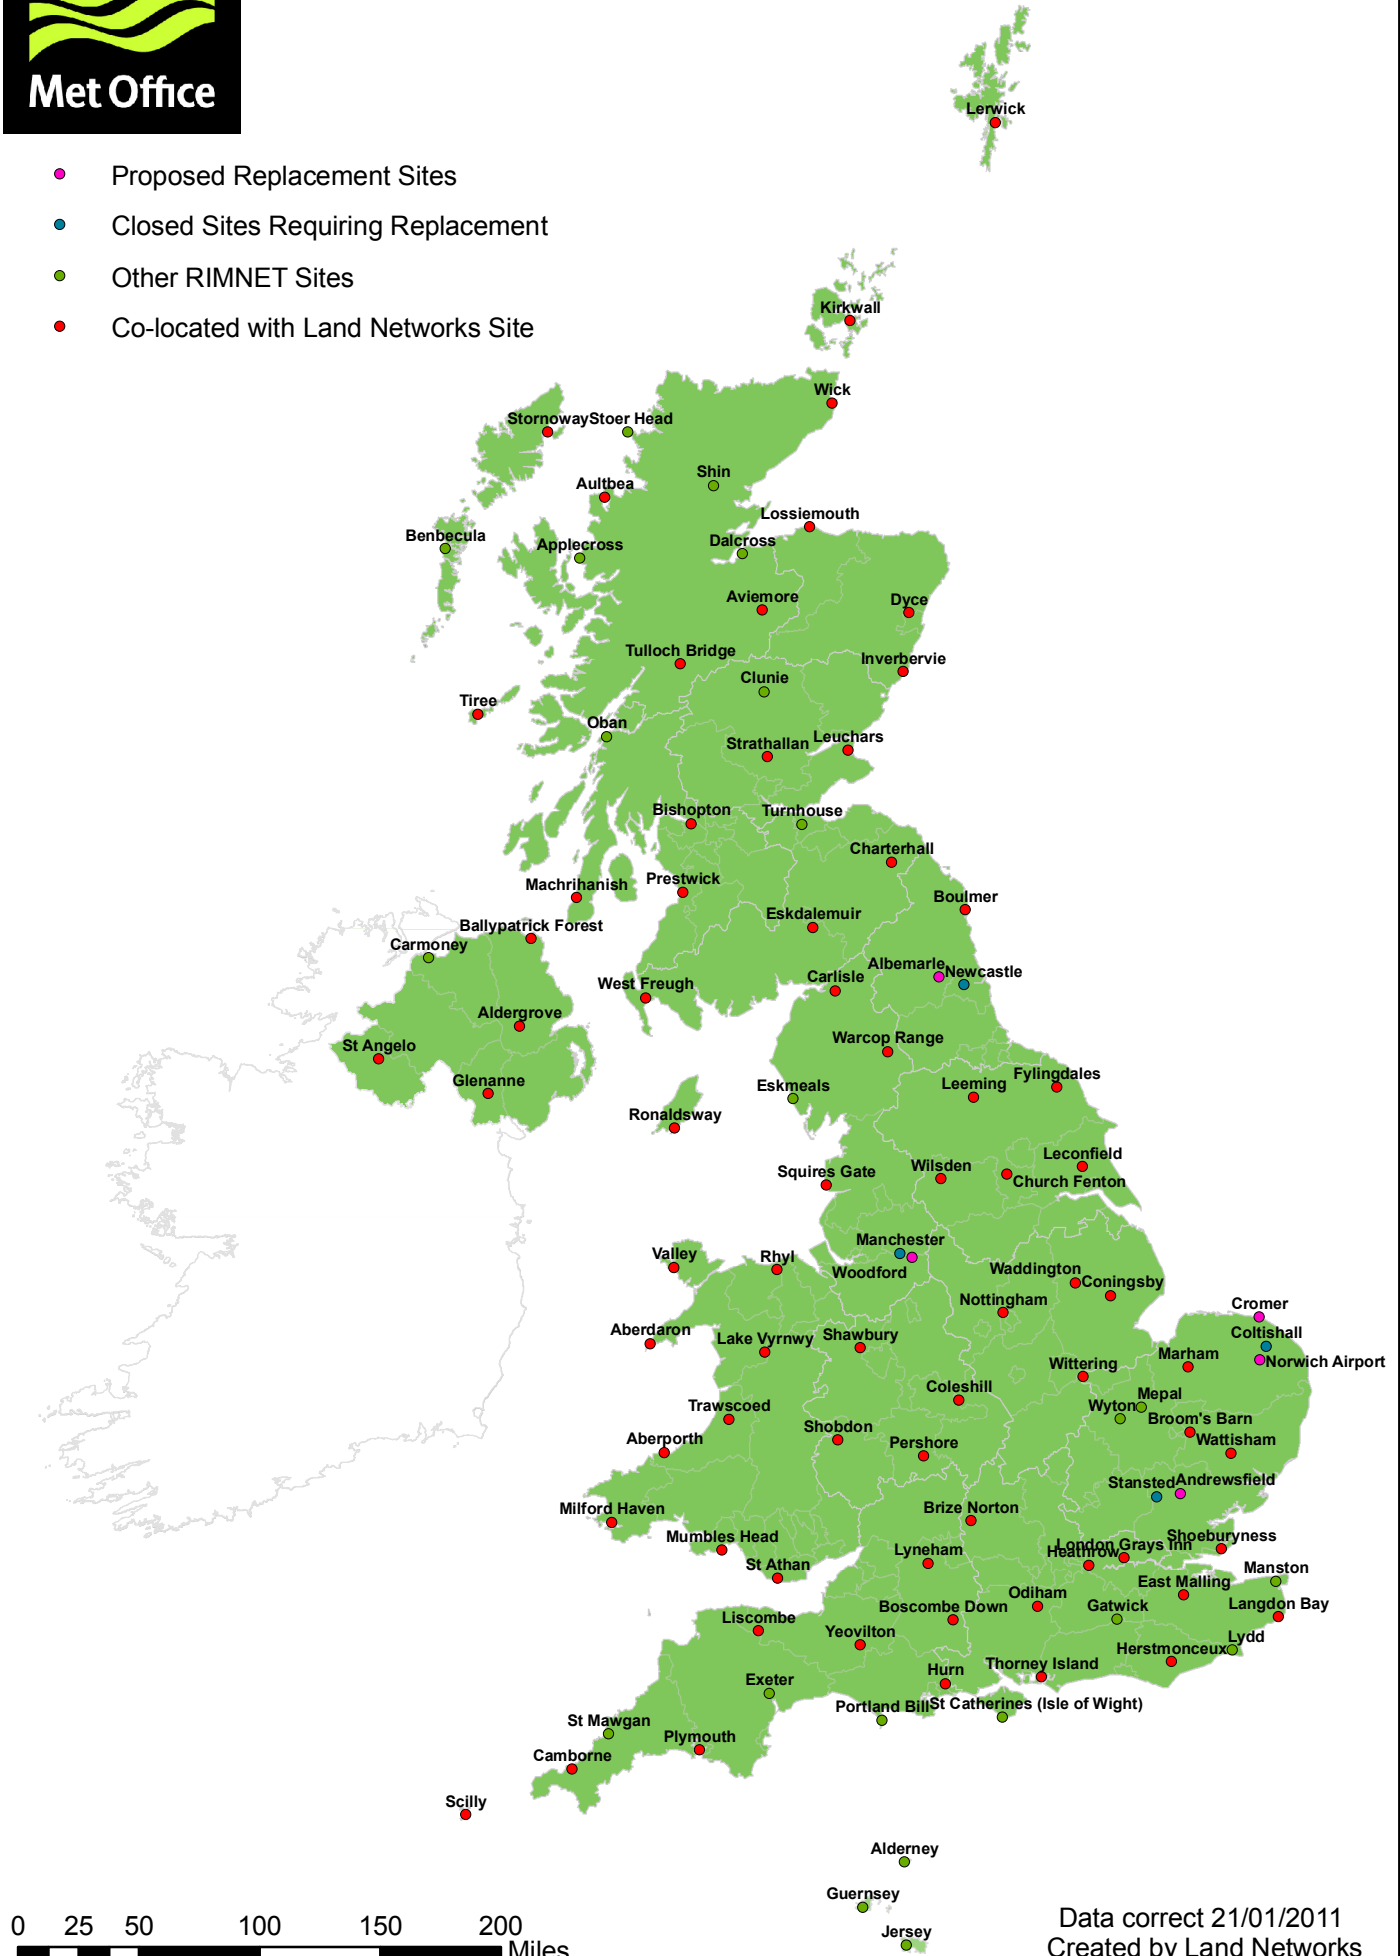 Met Office
Proposed Replacement Sites
Closed Sites Requiring Replacement
Other RIMNET Sites
Co-located with Land Networks Site
Lerwick
Kirkwall
Wick
Stornoway
Stoer Head
Shin
Aultbea
Lossiemouth
Benbecula
Applecross
Dalcross
Aviemore
Dyce
Tulloch Bridge
Inverbervie
Clunie
Tiree
Oban
Strathallan
Leuchars
Bishopton
Turnhouse
Charterhall
Machrihanish
Prestwick
Boulmer
Eskdalemuir
Ballypatrick Forest
Carmoney
Albemarle
Newcastle
West Freugh
Carlisle
Aldergrove
St Angelo
Warcop Range
Glenanne
Eskmeals
Leeming
Fylingdales
Ronaldsway
Squires Gate
Wilsden
Leconfield
Church Fenton
Manchester
Woodford
Valley
Rhyl
Waddington
Coningsby
Nottingham
Cromer
Coltishall
Norwich Airport
Aberdaron
Lake Vyrnwy
Shawbury
Marham
Wittering
Coleshill
Mepal
Wyton
Broom's Barn
Trawscoed
Shobdon
Pershore
Wattisham
Aberporth
Stansted
Andrewsfield
Milford Haven
Brize Norton
Mumbles Head
Shoeburyness
London Grays Inn
Heathrow
Lyneham
St Athan
Manston
East Malling
Odiham
Langdon Bay
Gatwick
Boscombe Down
Liscombe
Yeovilton
Lydd
Herstmonceux
Hurn
Thorney Island
Exeter
Portland Bill
St Catherines (Isle of Wight)
St Mawgan
Plymouth
Camborne
Scilly
Alderney
Guernsey
Jersey
0 25 50 100 150 200
Miles
Data correct 21/01/2011
Created by Land Networks